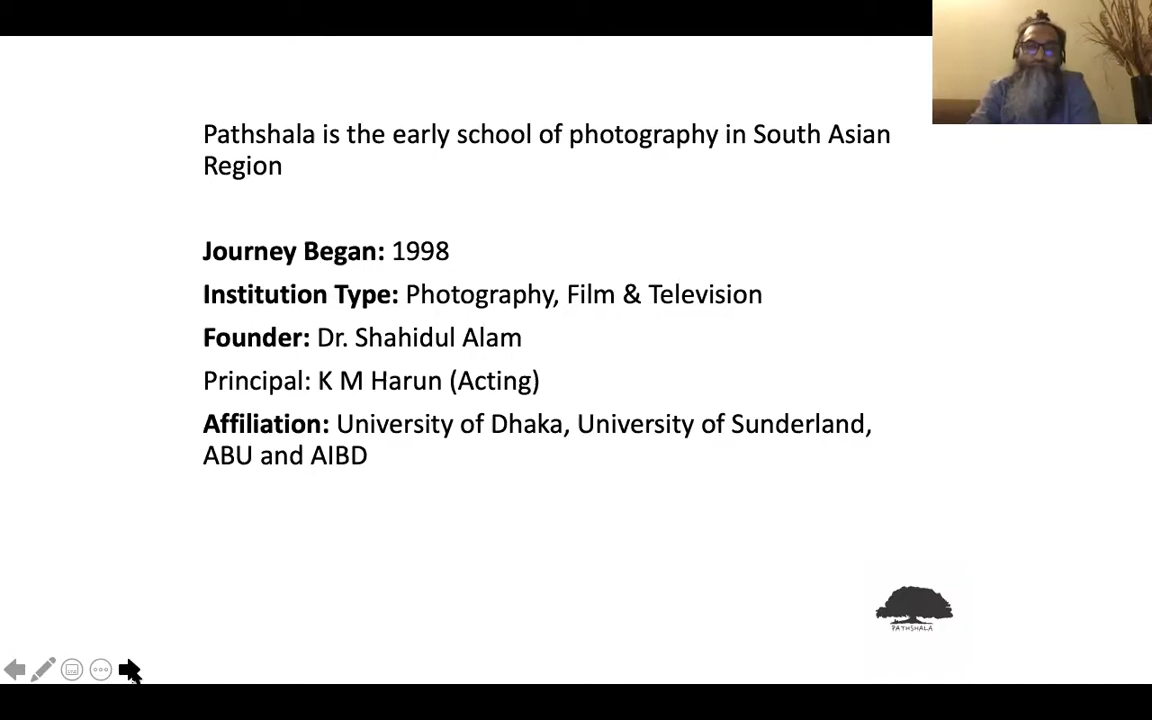 Pathshala is the early school of photography in South Asian
Region
Journey Began: 1998
Institution Type: Photography, Film & Television
Founder: Dr. Shahidul Alam
Principal: K M Harun (Acting)
Affiliation: University of Dhaka, University of Sunderland,
ABU and AIBD
PATHSHALA